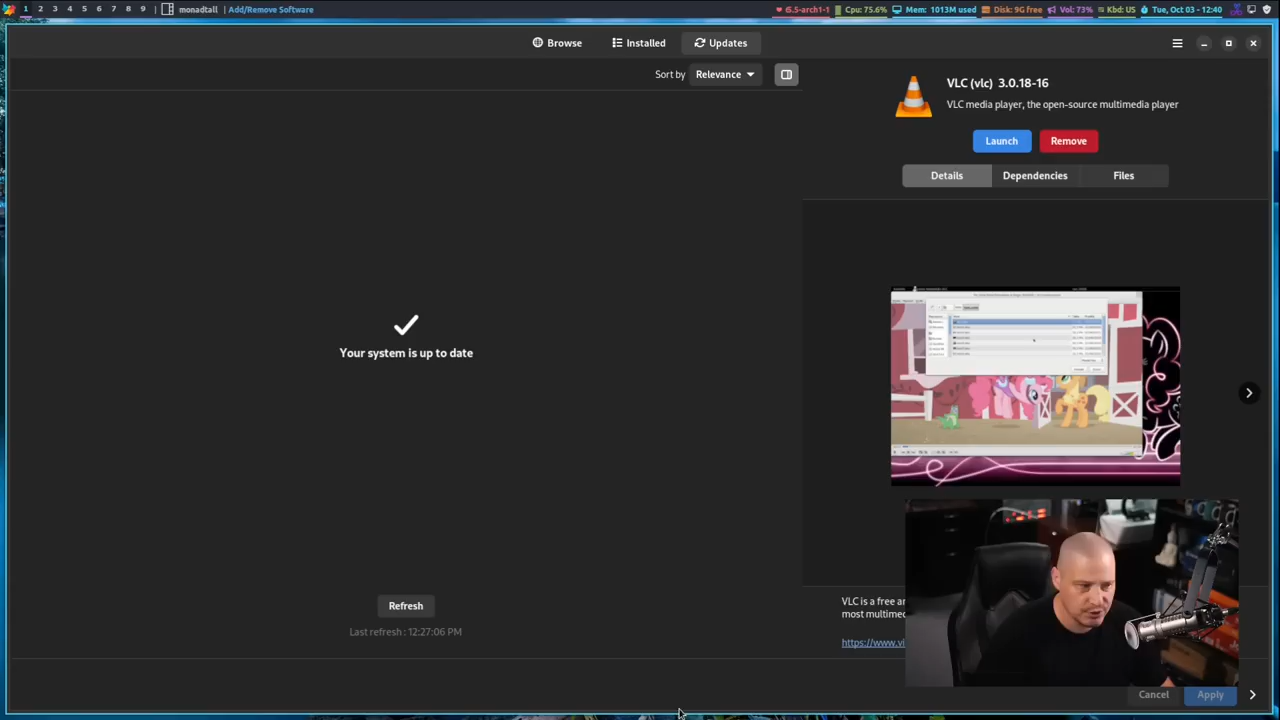 1 2 3 4 5 6 7 8 9 monadtall Add/Remove Software 6.5-arch1-1 Cpu: 75.6% Mem: 1013M used Disk: 9G free Vol: 73% Kbd: US Tue, Oct 03 - 12:40
Browse Installed Updates
Sort by Relevance
VLC (vlc) 3.0.18-16
VLC media player, the open-source multimedia player
Launch Remove
Details Dependencies Files
Your system is up to date
Refresh
Last refresh : 12:27:06 PM
VLC is a free
most
https://www.vi
Cancel Apply